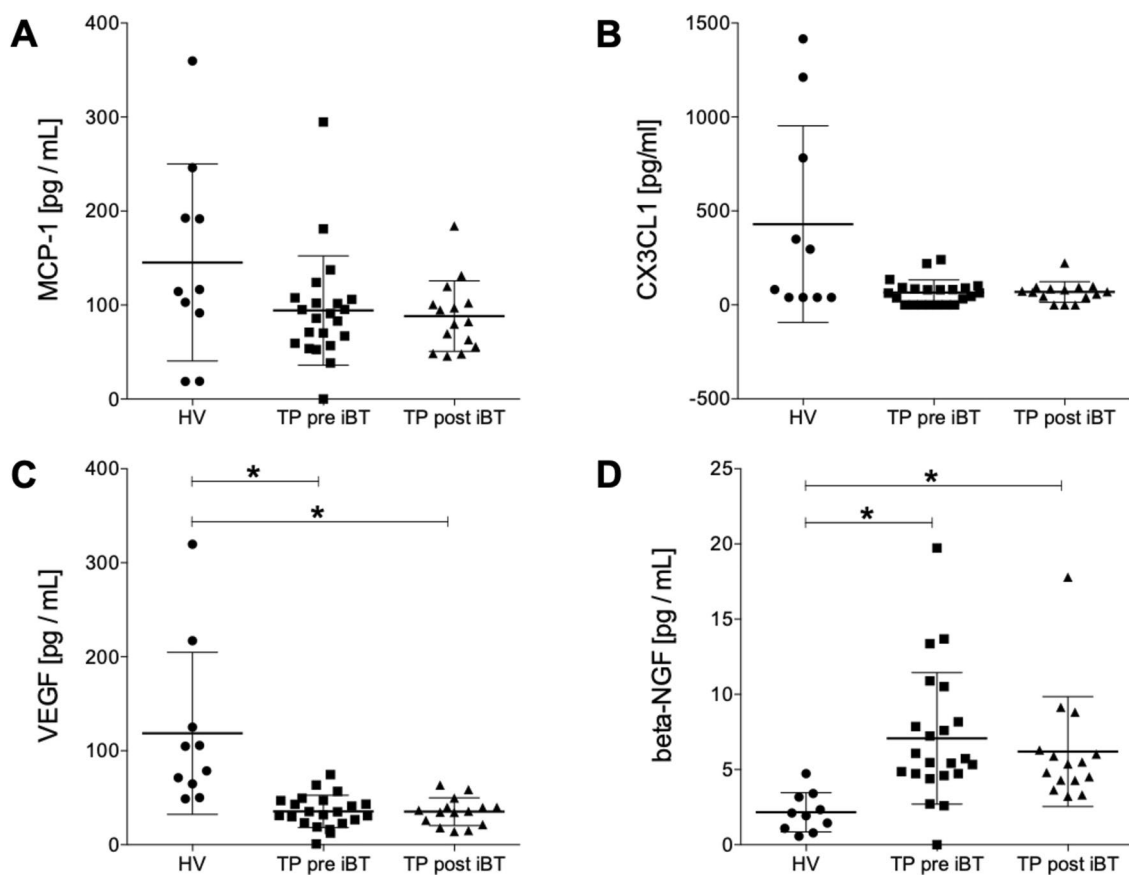 A
MCP-1 [pg / mL]
400
300
200
100
0
HV
TP pre iBT
TP post iBT
B
CX3CL1 [pg/ml]
1500
1000
500
0
-500
HV
TP pre iBT
TP post iBT
C
VEGF [pg / mL]
400
300
200
100
0
*
*
HV
TP pre iBT
TP post iBT
D
beta-NGF [pg / mL]
25
20
15
10
5
0
*
*
HV
TP pre iBT
TP post iBT